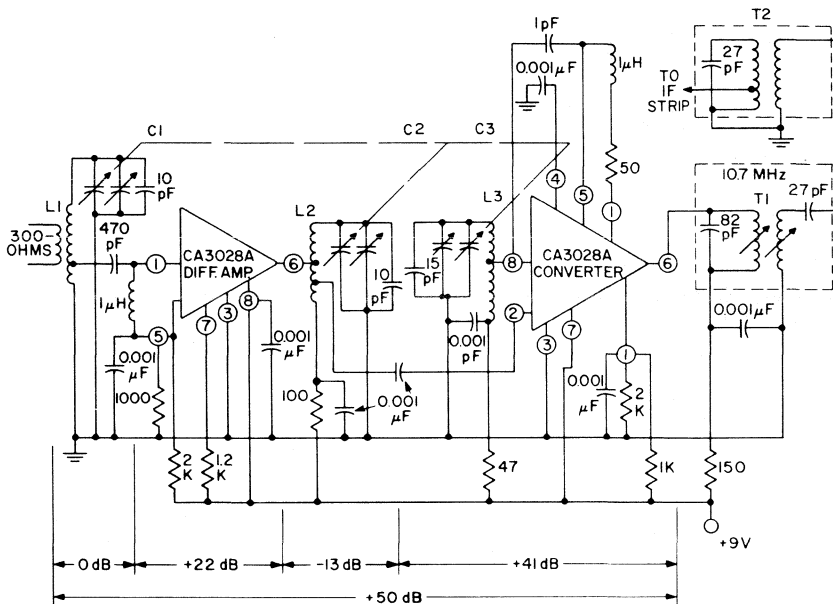 T2
27
pF
TO
IF
STRIP
1pF
0.001
μF
1μH
50
C1
C2
C3
10
pF
L1
300-
OHMS
470
pF
1
CA3028A
DIFF. AMP
6
L2
10
pF
15
pF
L3
4
5
1
8
CA3028A
CONVERTER
6
2
10.7 MHz
T1
82
pF
27pF
1μH
5
7
3
8
0.001
μF
0.001
μF
1000
100
0.001
μF
0.001
pF
3
7
1
0.001
μF
2
K
0.001μF
2
K
1.2
K
47
1K
150
+9V
0 dB
+22 dB
-13 dB
+41 dB
+50 dB